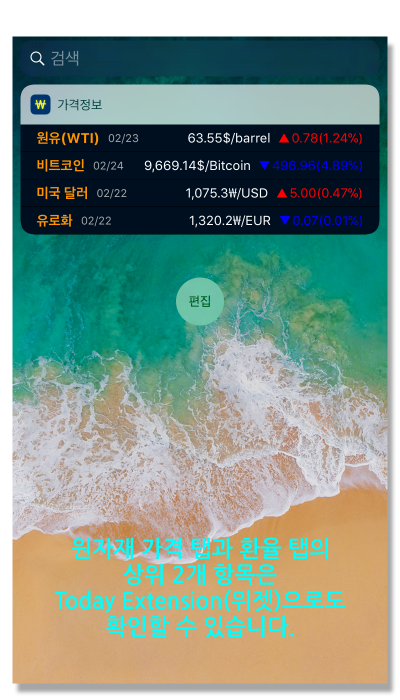 검색
₩ 가격정보
원유(WTI) 02/23 63.55$/barrel ▲0.78(1.24%)
비트코인 02/24 9,669.14$/Bitcoin ▼498.96(4.89%)
미국 달러 02/22 1,075.3₩/USD ▲5.00(0.47%)
유로화 02/22 1,320.2₩/EUR ▼0.07(0.01%)
편집
원자재 가격 탭과 환율 탭의
상위 2개 항목은
Today Extension(위젯)으로도
확인할 수 있습니다.